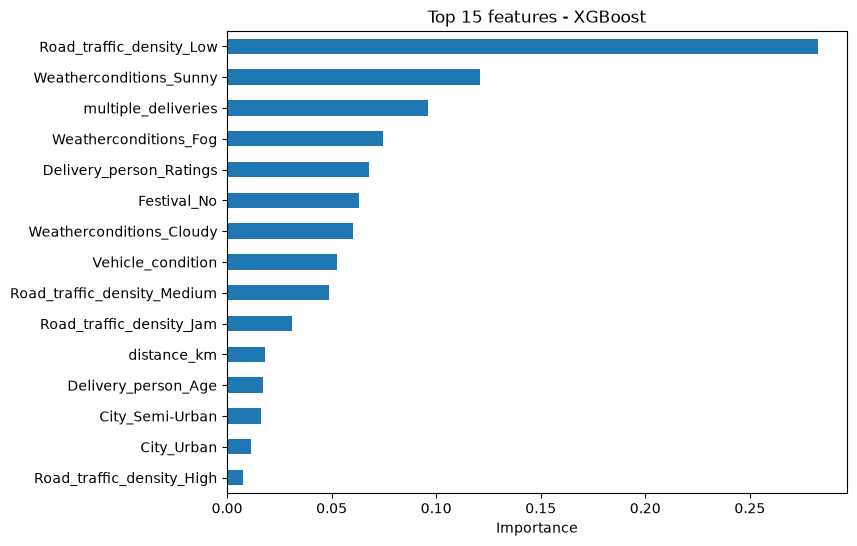 Top 15 features - XGBoost
Road_traffic_density_Low
Weatherconditions_Sunny
multiple_deliveries
Weatherconditions_Fog
Delivery_person_Ratings
Festival_No
Weatherconditions_Cloudy
Vehicle_condition
Road_traffic_density_Medium
Road_traffic_density_Jam
distance_km
Delivery_person_Age
City_Semi-Urban
City_Urban
Road_traffic_density_High
0.00 0.05 0.10 0.15 0.20 0.25
Importance